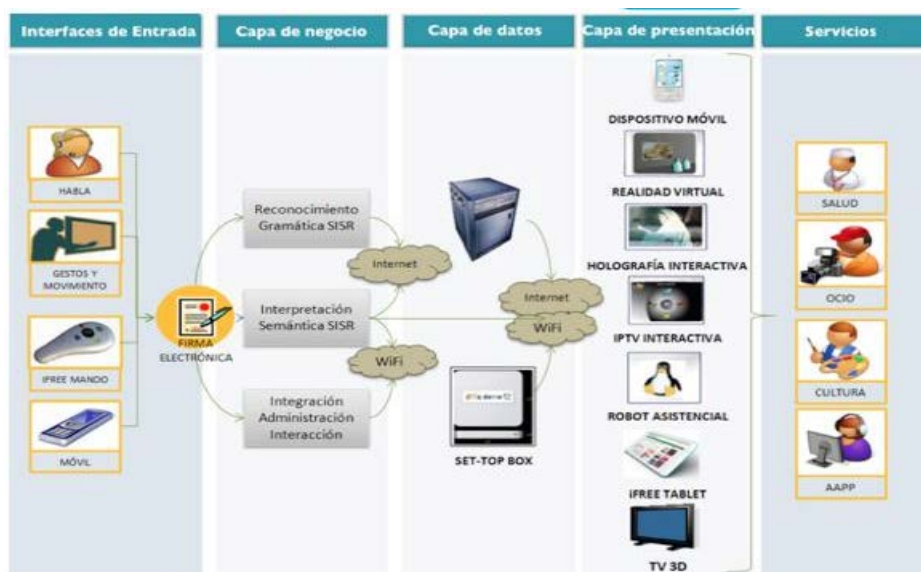 Interfaces de Entrada
Capa de negocio
Capa de datos
Capa de presentación
Servicios
HABLA
GESTOS Y
MOVIMIENTO
IFREE MANDO
MÓVIL
FIRMA
ELECTRÓNICA
Reconocimiento
Gramática SISR
Interpretación
Semántica SISR
Integración
Administración
Interacción
Internet
WiFi
SET-TOP BOX
Internet
WiFi
DISPOSITIVO MÓVIL
REALIDAD VIRTUAL
HOLOGRAFÍA INTERACTIVA
IPTV INTERACTIVA
ROBOT ASISTENCIAL
iFREE TABLET
TV 3D
SALUD
OCIO
CULTURA
AAPP